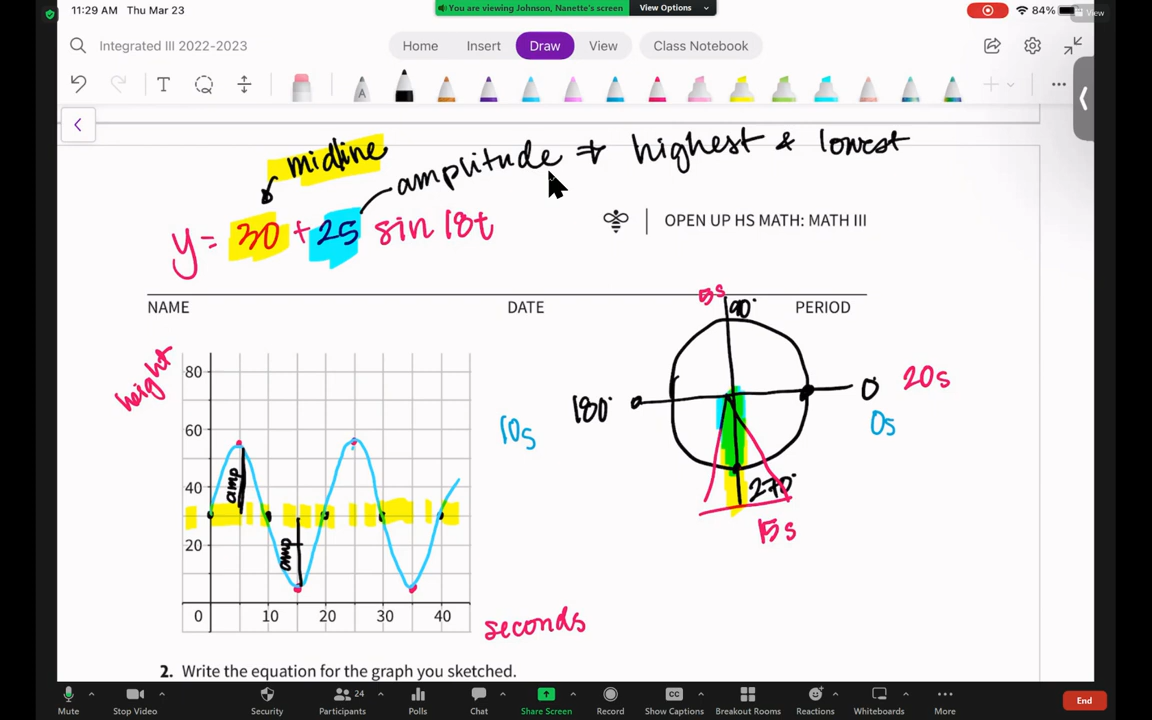 11:29 AM Thu Mar 23
You are viewing Johnson, Nanette's screen
View Options
84%
View
Integrated III 2022-2023
Home
Insert
Draw
View
Class Notebook
midline
amplitude → highest & lowest
y = 30 + 25 sin 18t
OPEN UP HS MATH: MATH III
NAME
DATE
PERIOD
5s
90°
height
80
60
40
20
0
10
20
30
40
amp
amp
seconds
180°
10s
0°
20s
0s
270°
15s
2. Write the equation for the graph you sketched.
Mute
Stop Video
Security
24
Participants
Polls
Chat
Share Screen
Record
CC
Show Captions
Breakout Rooms
Reactions
Whiteboards
More
End